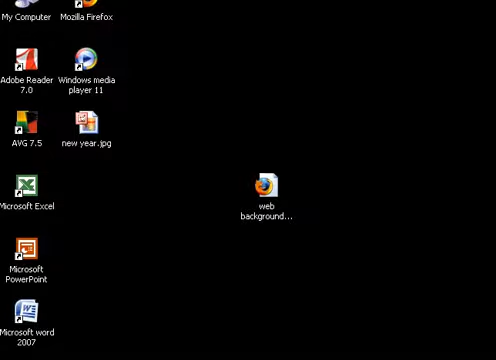 My Computer
Mozilla Firefox
Adobe Reader
7.0
Windows media
player 11
AVG 7.5
new year.jpg
Microsoft Excel
web
background...
Microsoft
PowerPoint
Microsoft word
2007